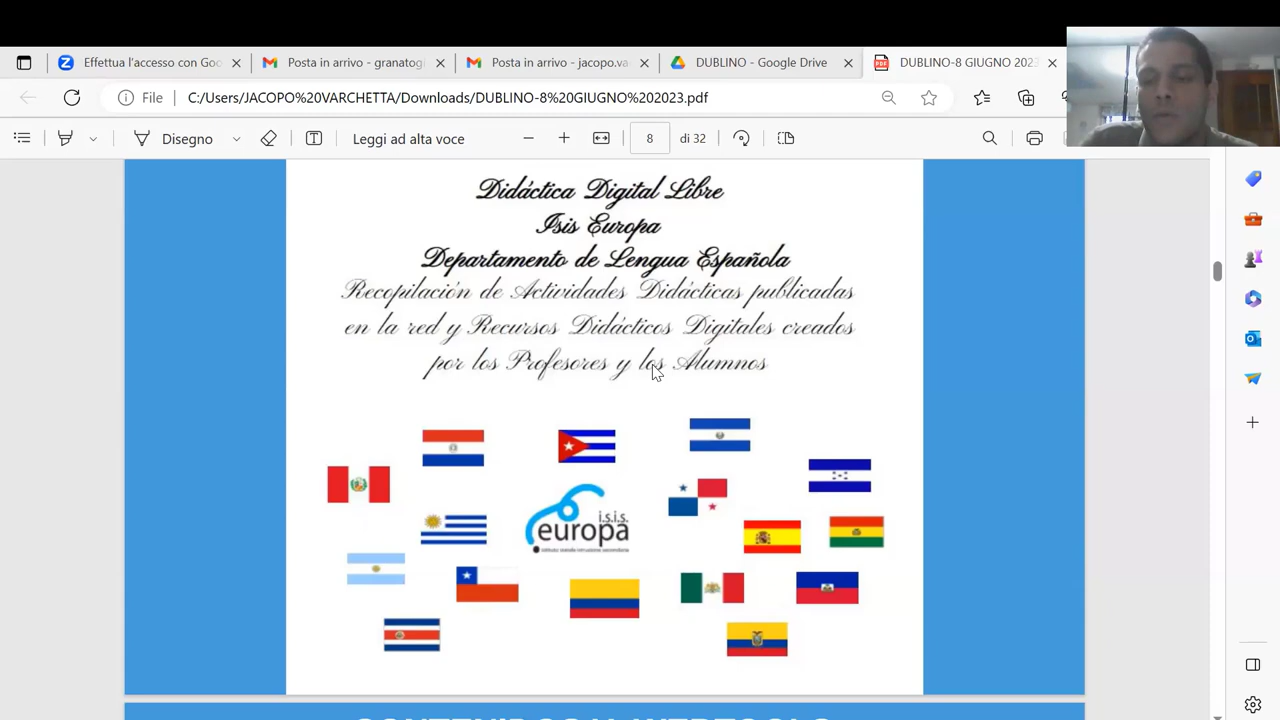 Effettua l'accesso in Goo
Posta in arrivo - granatog
Posta in arrivo - jacopo.va
DUBLINO - Google Drive
DUBLINO-8 GIUGNO 2023
File
C:/Users/JACOPO%20VARCHETTA/Downloads/DUBLINO-8%20GIUGNO%202023.pdf
Disegno
Leggi ad alta voce
8
di 32
Didáctica Digital Libre
Isis Europa
Departamento de Lengua Española
Recopilación de Actividades Didácticas publicadas
en la red y Recursos Didácticos Digitales creados
por los Profesores y los Alumnos
i.s.i.s.
europa